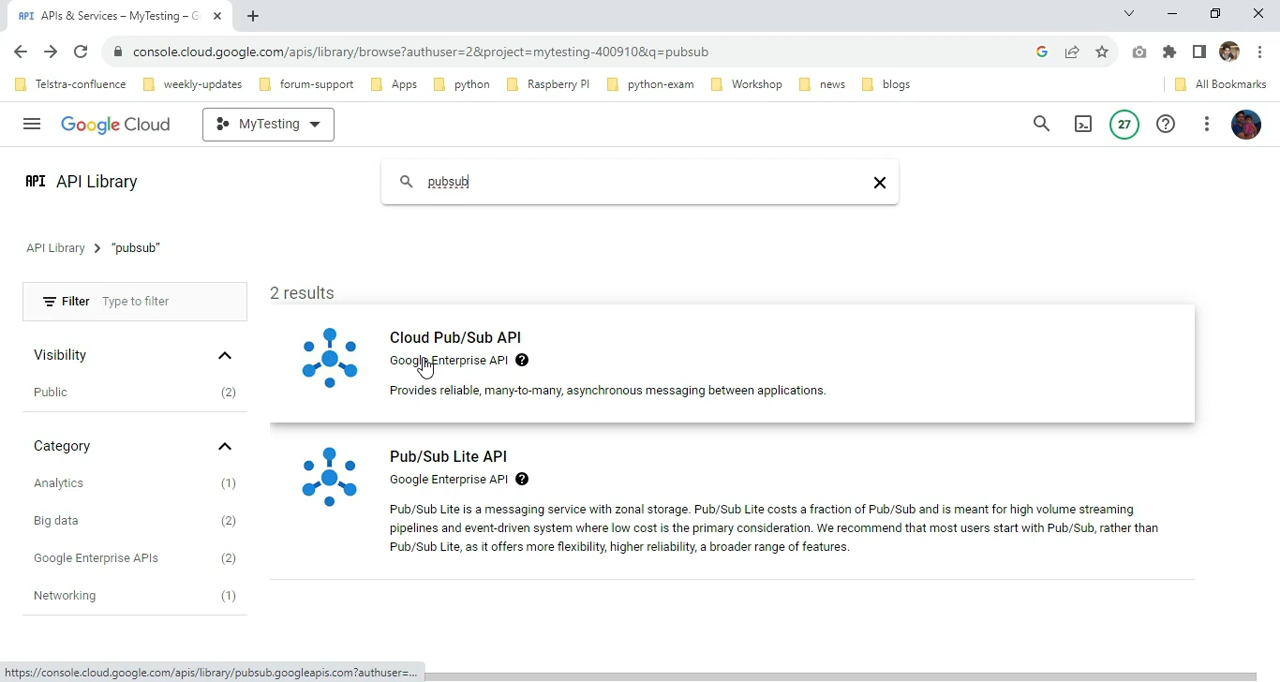 API APIs & Services – MyTesting – G
console.cloud.google.com/apis/library/browse?authuser=2&project=mytesting-400910&q=pubsub
Telstra-confluence weekly-updates forum-support Apps python Raspberry PI python-exam Workshop news blogs All Bookmarks
Google Cloud MyTesting 27
API API Library
pubsub
API Library > "pubsub"
Filter Type to filter
Visibility
Public (2)
Category
Analytics (1)
Big data (2)
Google Enterprise APIs (2)
Networking (1)
2 results
Cloud Pub/Sub API
Google Enterprise API
Provides reliable, many-to-many, asynchronous messaging between applications.
Pub/Sub Lite API
Google Enterprise API
Pub/Sub Lite is a messaging service with zonal storage. Pub/Sub Lite costs a fraction of Pub/Sub and is meant for high volume streaming
pipelines and event-driven system where low cost is the primary consideration. We recommend that most users start with Pub/Sub, rather than
Pub/Sub Lite, as it offers more flexibility, higher reliability, a broader range of features.
https://console.cloud.google.com/apis/library/pubsub.googleapis.com?authuser=...